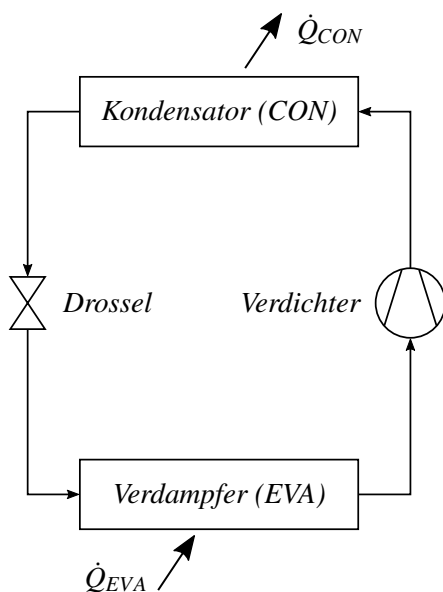 Q̇CON
Kondensator (CON)
Drossel
Verdichter
Verdampfer (EVA)
Q̇EVA